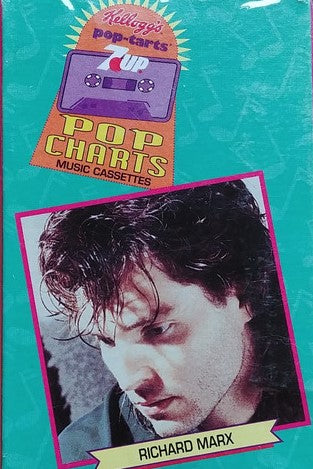 Kellogg's
pop-tarts
7UP
POP
CHARTS
MUSIC CASSETTES
RICHARD MARX